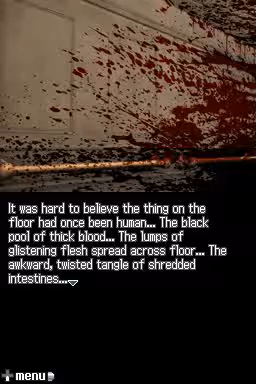 It was hard to believe the thing on the
floor had once been human... The black
pool of thick blood... The lumps of
glistening flesh spread across floor... The
awkward, twisted tangle of shredded
intestines...
menu